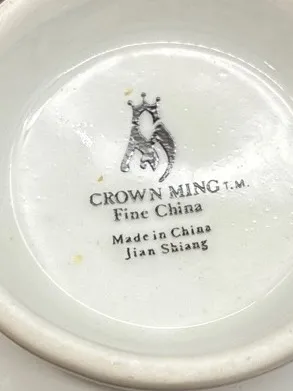 CROWN MING T.M.
Fine China
Made in China
Jian Shiang